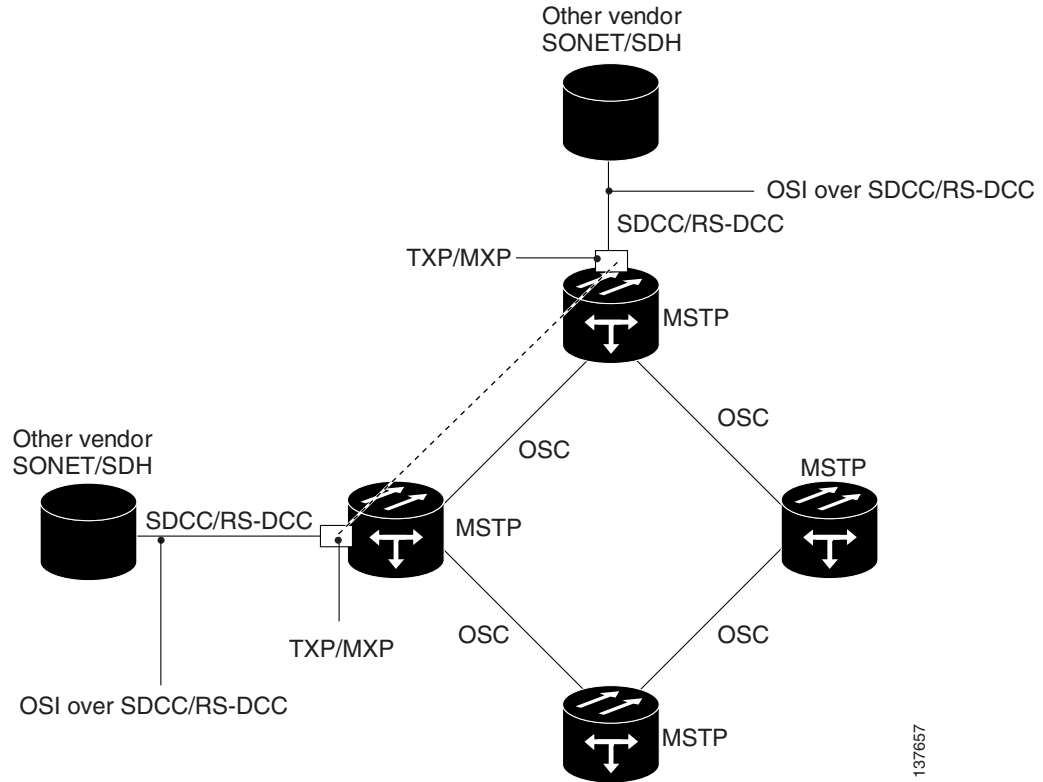 Other vendor
SONET/SDH
OSI over SDCC/RS-DCC
SDCC/RS-DCC
TXP/MXP
MSTP
OSC
OSC
MSTP
Other vendor
SONET/SDH
SDCC/RS-DCC
MSTP
TXP/MXP
OSC
OSC
OSI over SDCC/RS-DCC
MSTP
137657